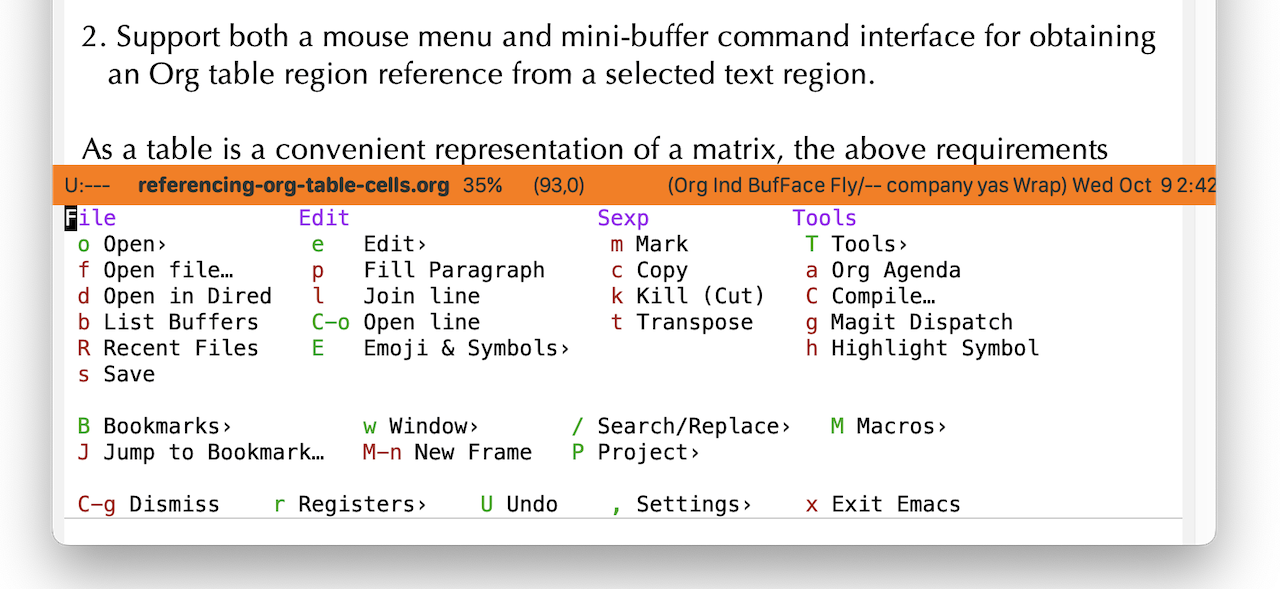 2. Support both a mouse menu and mini-buffer command interface for obtaining
an Org table region reference from a selected text region.
As a table is a convenient representation of a matrix, the above requirements
U:--- referencing-org-table-cells.org 35% (93,0) (Org Ind BufFace Fly/-- company yas Wrap) Wed Oct 9 2:42
File Edit Sexp Tools
o Open› e Edit› m Mark T Tools›
f Open file… p Fill Paragraph c Copy a Org Agenda
d Open in Dired l Join line k Kill (Cut) C Compile…
b List Buffers C-o Open line t Transpose g Magit Dispatch
R Recent Files E Emoji & Symbols› h Highlight Symbol
s Save
B Bookmarks› w Window› / Search/Replace› M Macros›
J Jump to Bookmark… M-n New Frame P Project›
C-g Dismiss r Registers› U Undo , Settings› x Exit Emacs